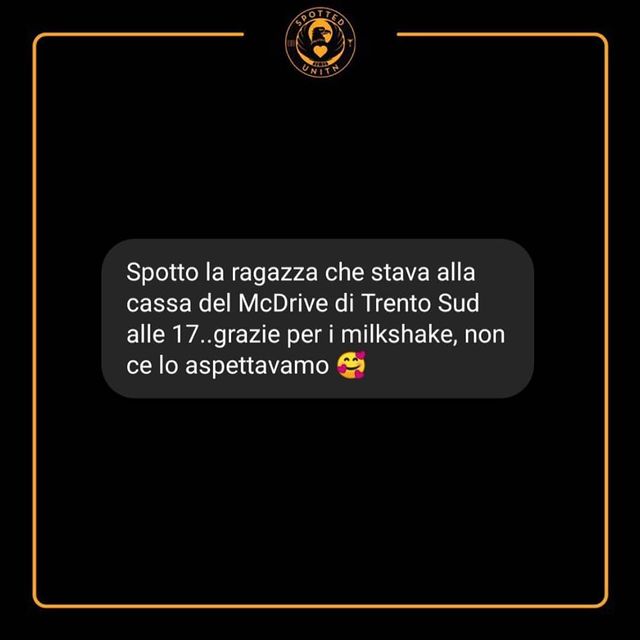 SPOTTED
UNITN
Spotto la ragazza che stava alla
cassa del McDrive di Trento Sud
alle 17..grazie per i milkshake, non
ce lo aspettavamo 🥰